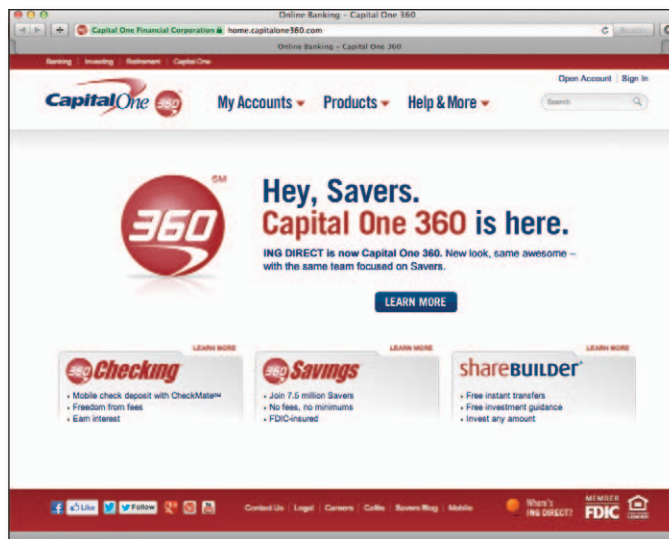 Online Banking - Capital One 360
Capital One Financial Corporation home.capitalone360.com Reader
Online Banking - Capital One 360
Banking | Investing | Retirement | Capital One
Open Account | Sign In
CapitalOne 360 My Accounts Products Help & More Search
360 SM
Hey, Savers.
Capital One 360 is here.
ING DIRECT is now Capital One 360. New look, same awesome –
with the same team focused on Savers.
LEARN MORE
LEARN MORE LEARN MORE LEARN MORE
360 Checking
• Mobile check deposit with CheckMate℠
• Freedom from fees
• Earn interest
360 Savings
• Join 7.5 million Savers
• No fees, no minimums
• FDIC-insured
shareBUILDER®
• Free instant transfers
• Free investment guidance
• Invest any amount
Like Follow
Contact Us | Legal | Careers | Cafés | Savers Blog | Mobile
Where's
ING DIRECT?
MEMBER
FDIC